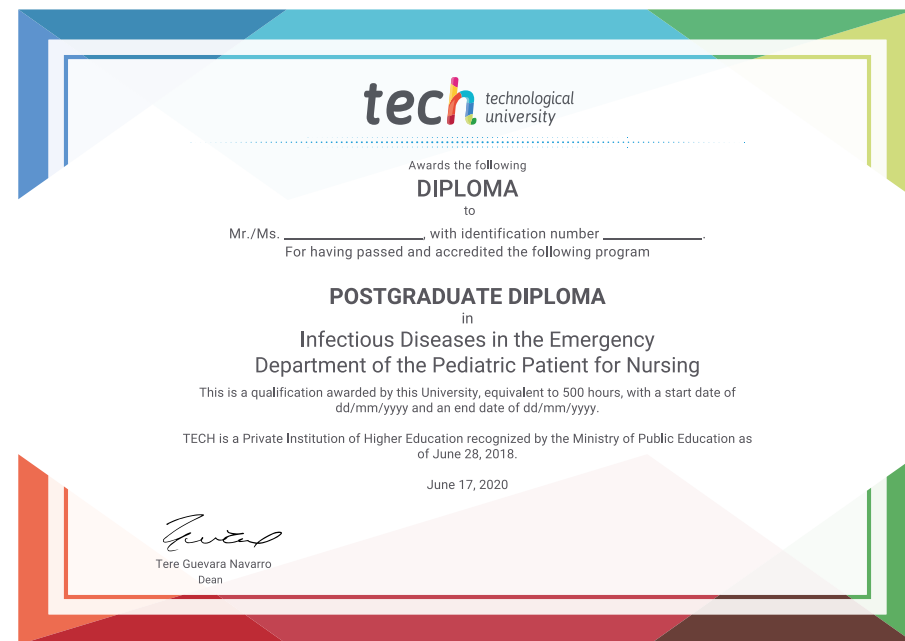 tech technological
university
Awards the following
DIPLOMA
to
Mr./Ms. ________________, with identification number ____________.
For having passed and accredited the following program
POSTGRADUATE DIPLOMA
in
Infectious Diseases in the Emergency
Department of the Pediatric Patient for Nursing
This is a qualification awarded by this University, equivalent to 500 hours, with a start date of
dd/mm/yyyy and an end date of dd/mm/yyyy.
TECH is a Private Institution of Higher Education recognized by the Ministry of Public Education as
of June 28, 2018.
June 17, 2020
Tere Guevara Navarro
Dean